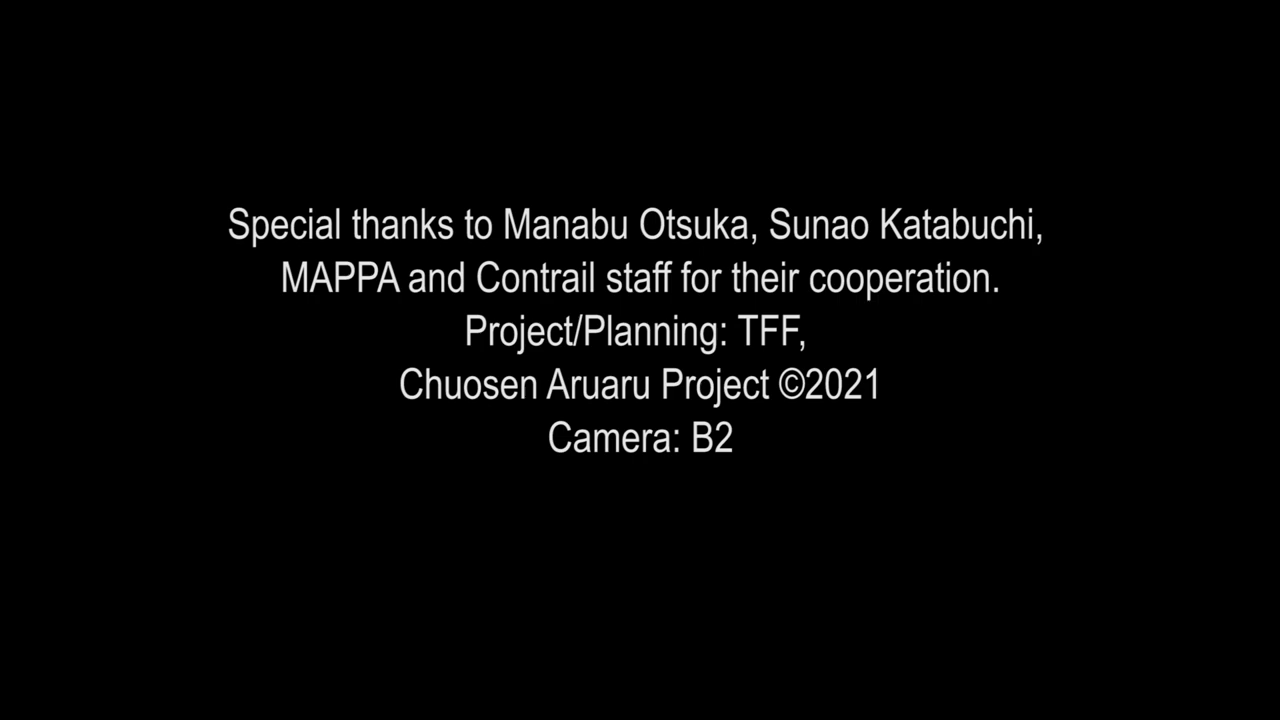 Special thanks to Manabu Otsuka, Sunao Katabuchi,
MAPPA and Contrail staff for their cooperation.
Project/Planning: TFF,
Chuosen Aruaru Project ©2021
Camera: B2